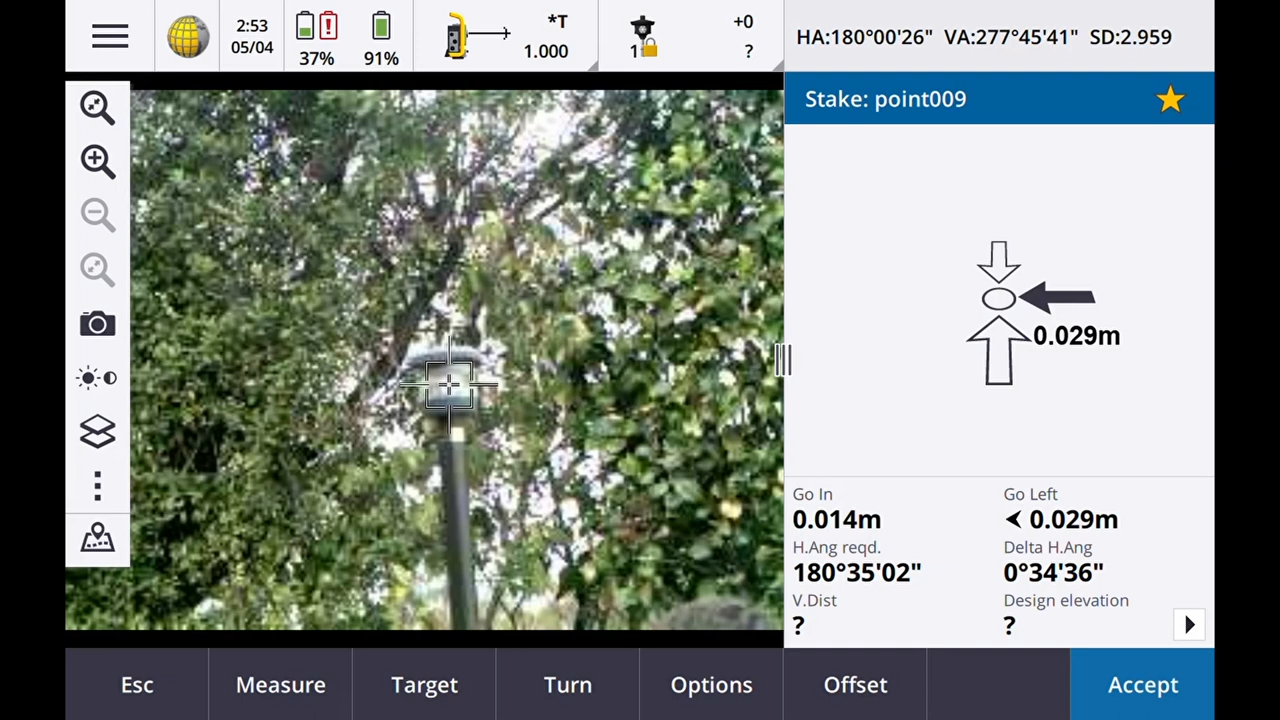 2:53
05/04
37%
91%
*T
1.000
+0
?
HA:180°00'26" VA:277°45'41" SD:2.959
Stake: point009
0.029m
Go In
0.014m
Go Left
0.029m
H.Ang reqd.
180°35'02"
Delta H.Ang
0°34'36"
V.Dist
?
Design elevation
?
Esc
Measure
Target
Turn
Options
Offset
Accept